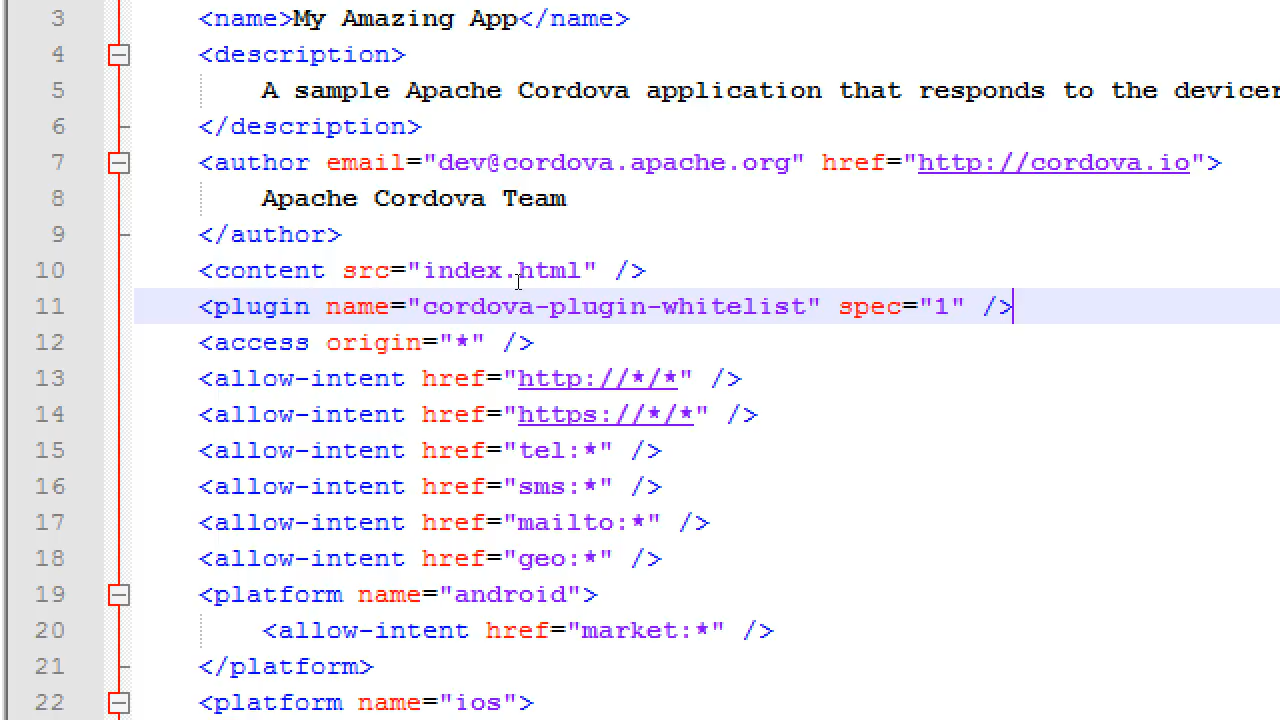 3 <name>My Amazing App</name>
4 <description>
5 A sample Apache Cordova application that responds to the
6 </description>
7 <author email="dev@cordova.apache.org" href="http://cordova.io">
8 Apache Cordova Team
9 </author>
10 <content src="index.html" />
11 <plugin name="cordova-plugin-whitelist" spec="1" />
12 <access origin="*" />
13 <allow-intent href="http://*/*" />
14 <allow-intent href="https://*/*" />
15 <allow-intent href="tel:*" />
16 <allow-intent href="sms:*" />
17 <allow-intent href="mailto:*" />
18 <allow-intent href="geo:*" />
19 <platform name="android">
20 <allow-intent href="market:*" />
21 </platform>
22 <platform name="ios">